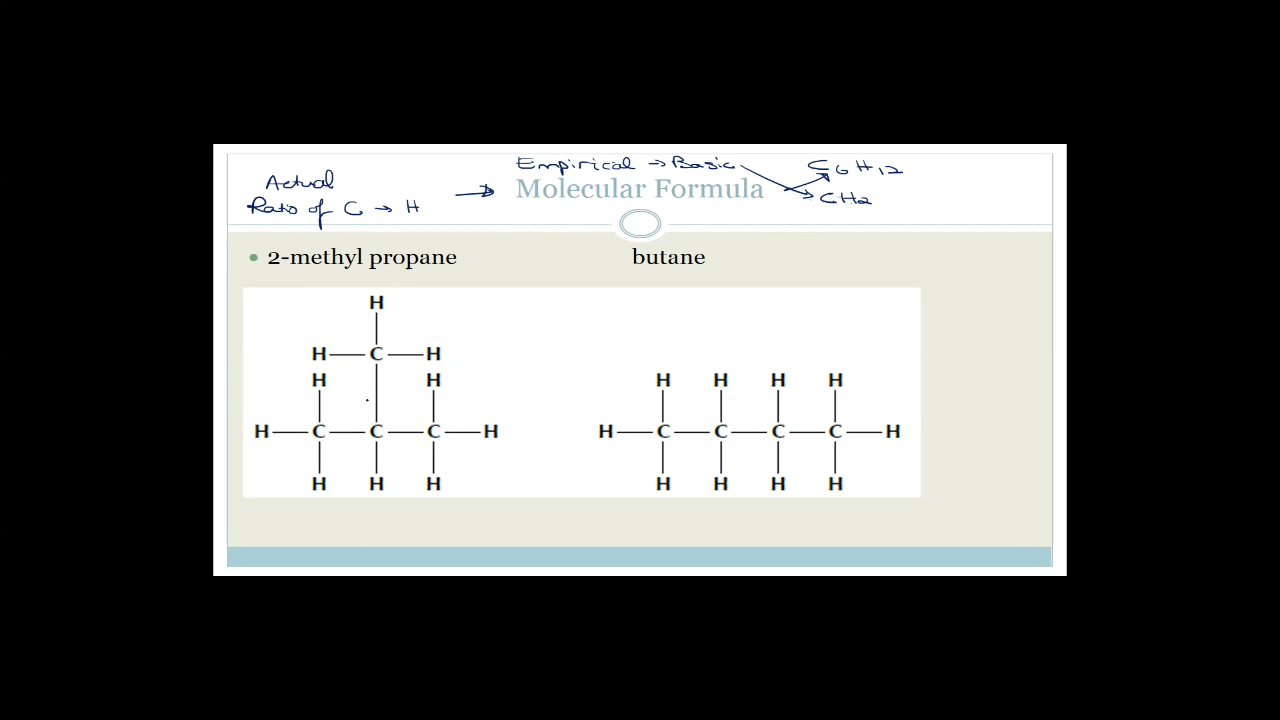 Empirical → Basic C6H12
Actual → Molecular Formula CH2
Ratio of C → H
• 2-methyl propane butane
H
H C H
H H H H H H
H C C C H H C C C C H
H H H H H H H